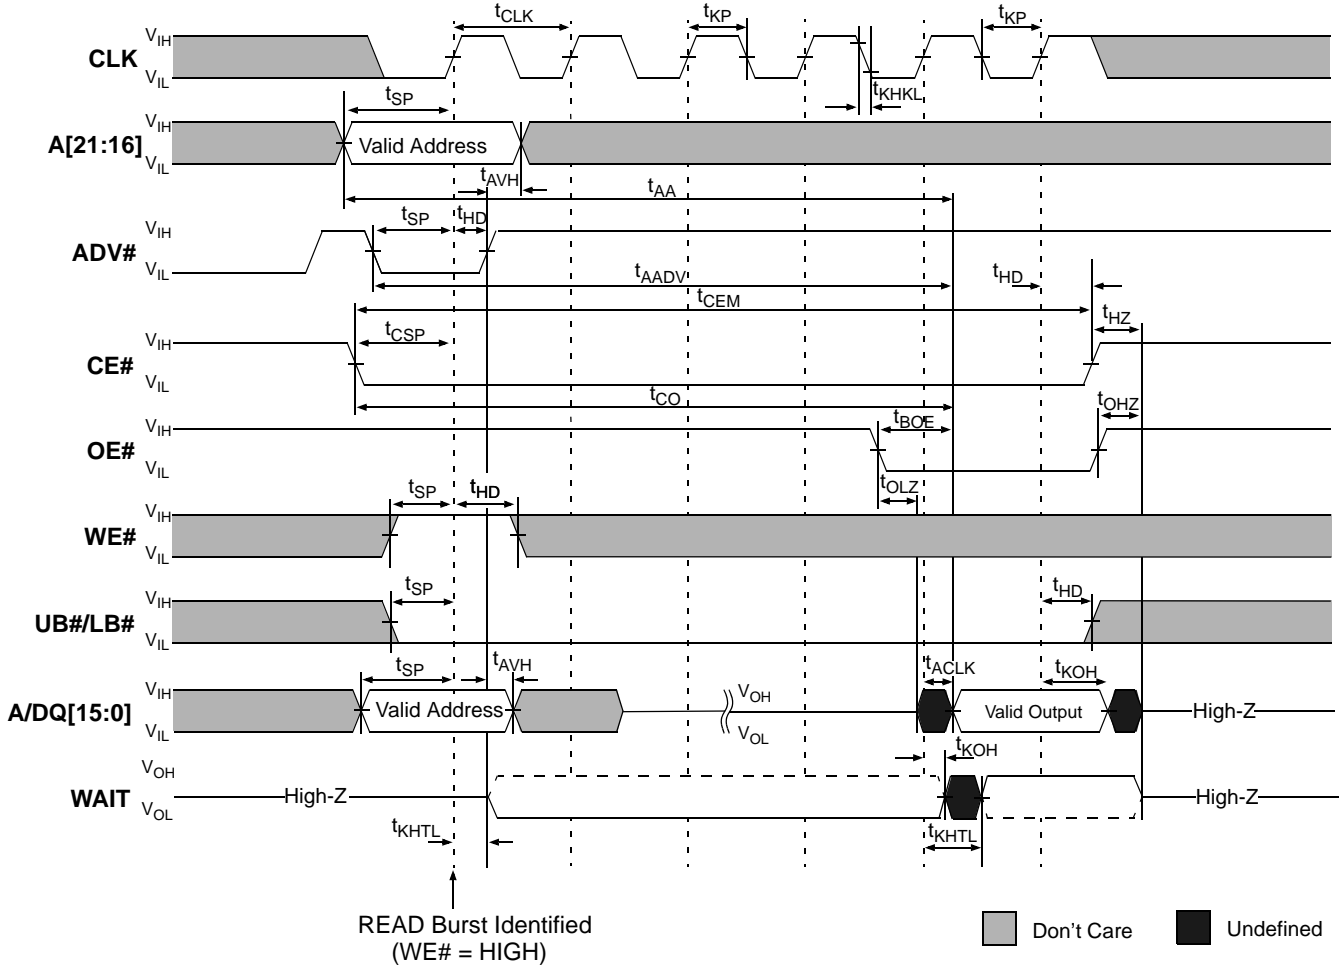 tCLK tKP tKP
CLK VIH VIL
tSP tKHKL
A[21:16] VIH VIL Valid Address
tAVH tAA
tSP tHD
ADV# VIH VIL
tAADV tHD
tCEM
tHZ
tCSP
CE# VIH VIL
tCO tOHZ
tBOE
OE# VIH VIL
tOLZ
tSP tHD
WE# VIH VIL
tSP tHD
UB#/LB# VIH VIL
tSP tAVH tACLK tKOH
A/DQ[15:0] VIH VIL Valid Address VOH VOL Valid Output High-Z
tKOH
WAIT VOH VOL High-Z High-Z
tKHTL tKHTL
READ Burst Identified
(WE# = HIGH)
Don't Care Undefined